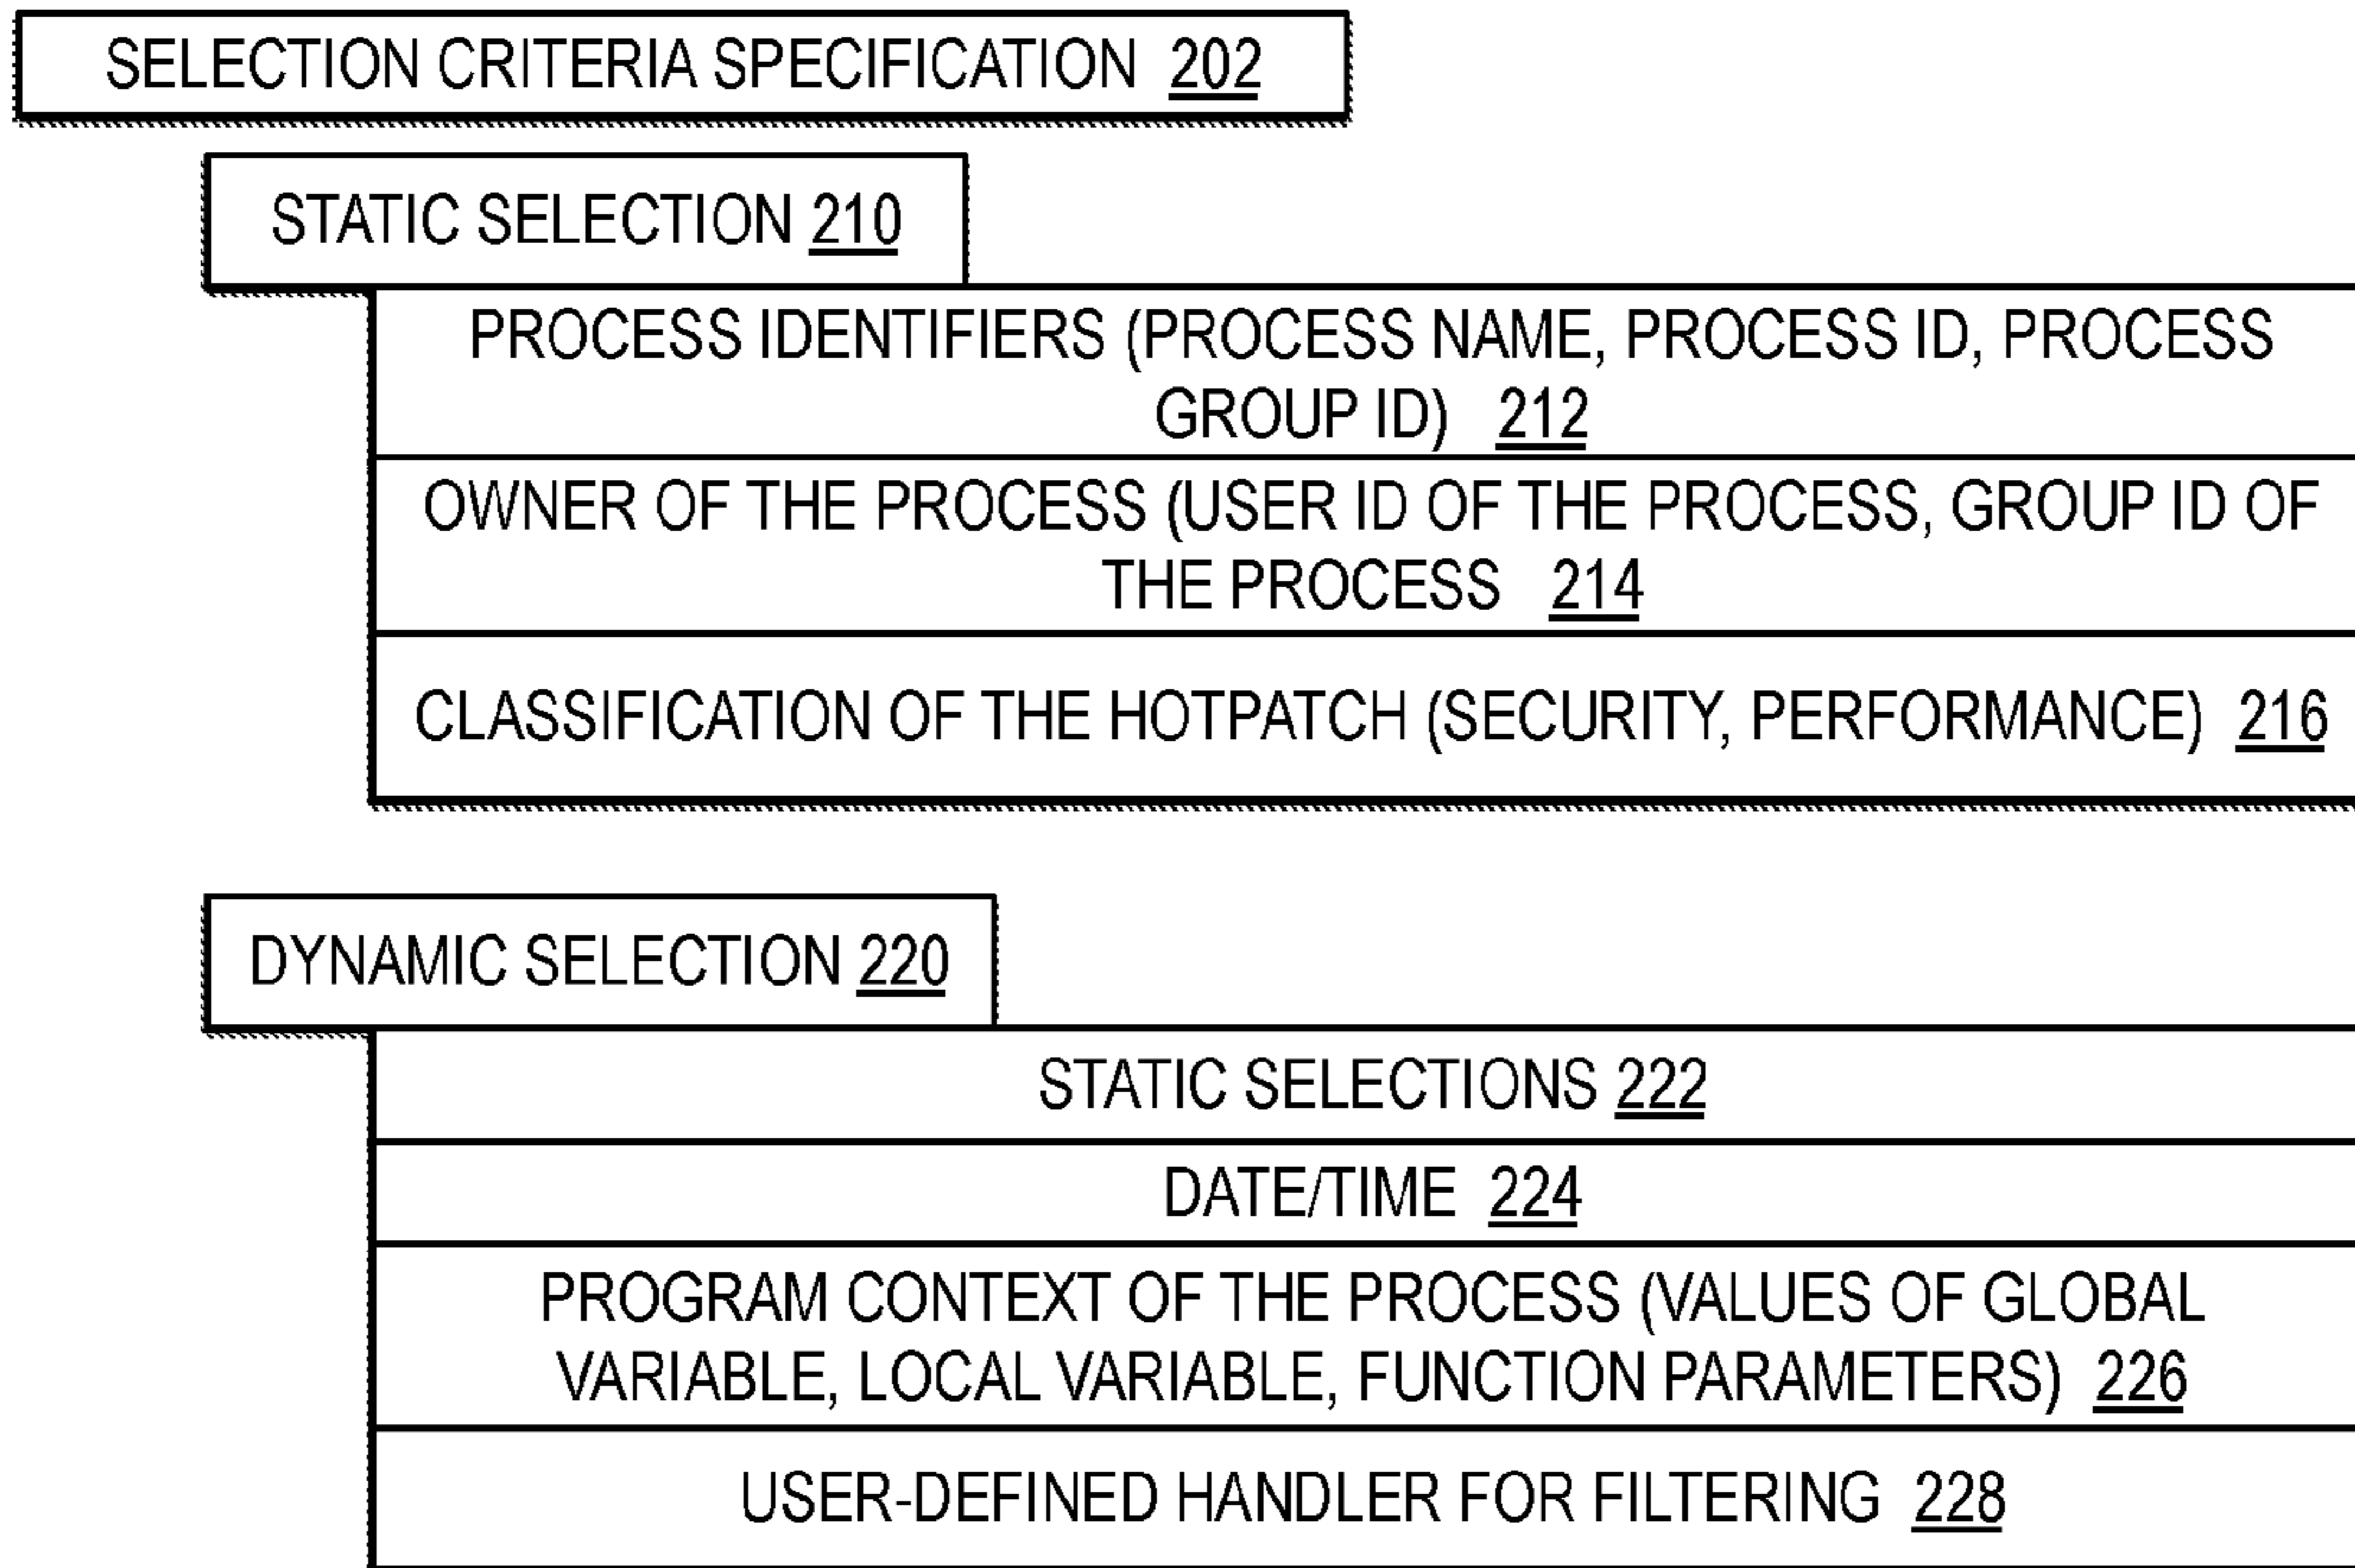 SELECTION CRITERIA SPECIFICATION 202
STATIC SELECTION 210
PROCESS IDENTIFIERS (PROCESS NAME, PROCESS ID, PROCESS
GROUP ID) 212
OWNER OF THE PROCESS (USER ID OF THE PROCESS, GROUP ID OF
THE PROCESS 214
CLASSIFICATION OF THE HOTPATCH (SECURITY, PERFORMANCE) 216
DYNAMIC SELECTION 220
STATIC SELECTIONS 222
DATE/TIME 224
PROGRAM CONTEXT OF THE PROCESS (VALUES OF GLOBAL
VARIABLE, LOCAL VARIABLE, FUNCTION PARAMETERS) 226
USER-DEFINED HANDLER FOR FILTERING 228